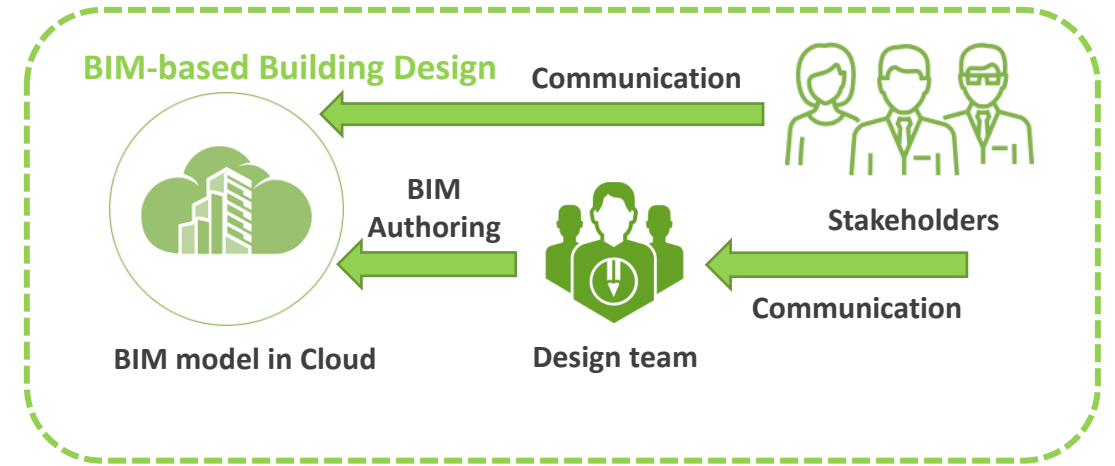 BIM-based Building Design
Communication
BIM
Authoring
Stakeholders
Communication
BIM model in Cloud
Design team